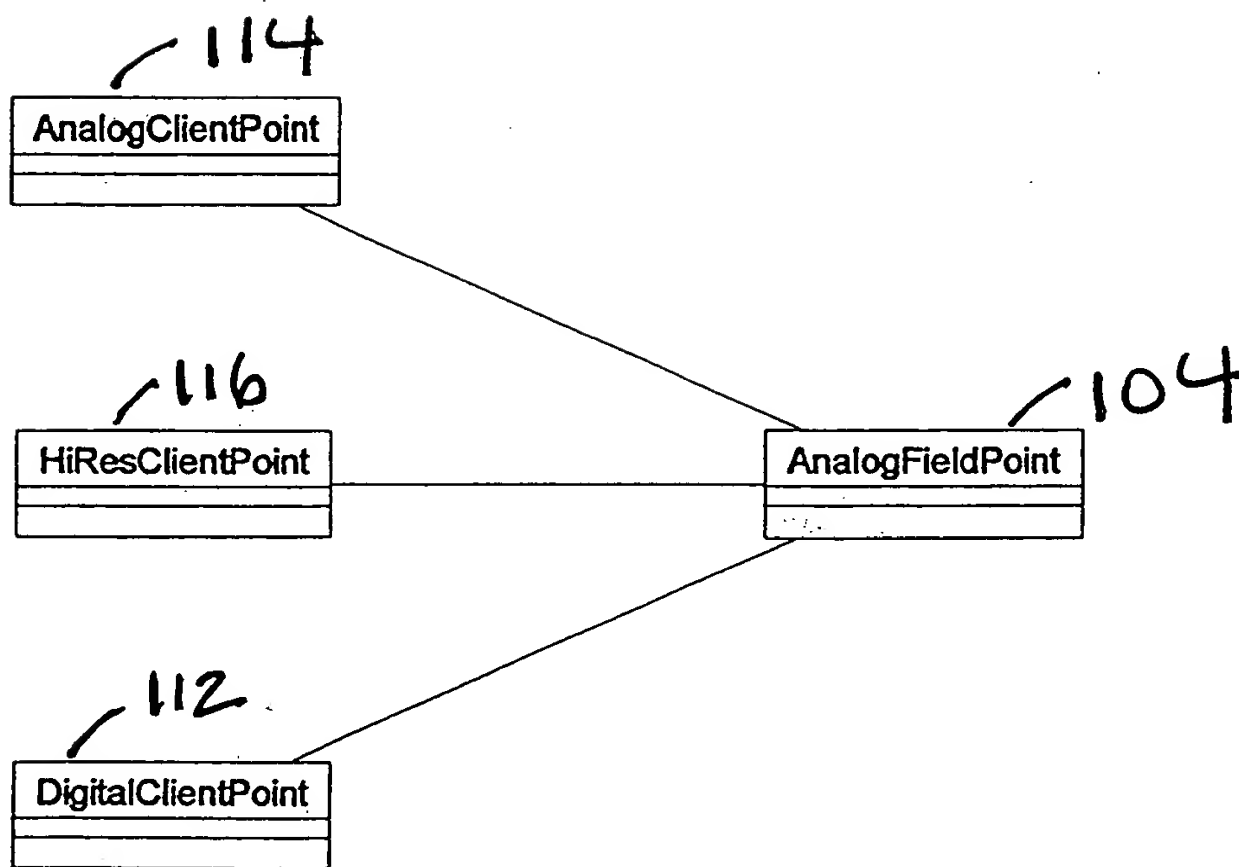 114
AnalogClientPoint
116
HiResClientPoint
104
AnalogFieldPoint
112
DigitalClientPoint